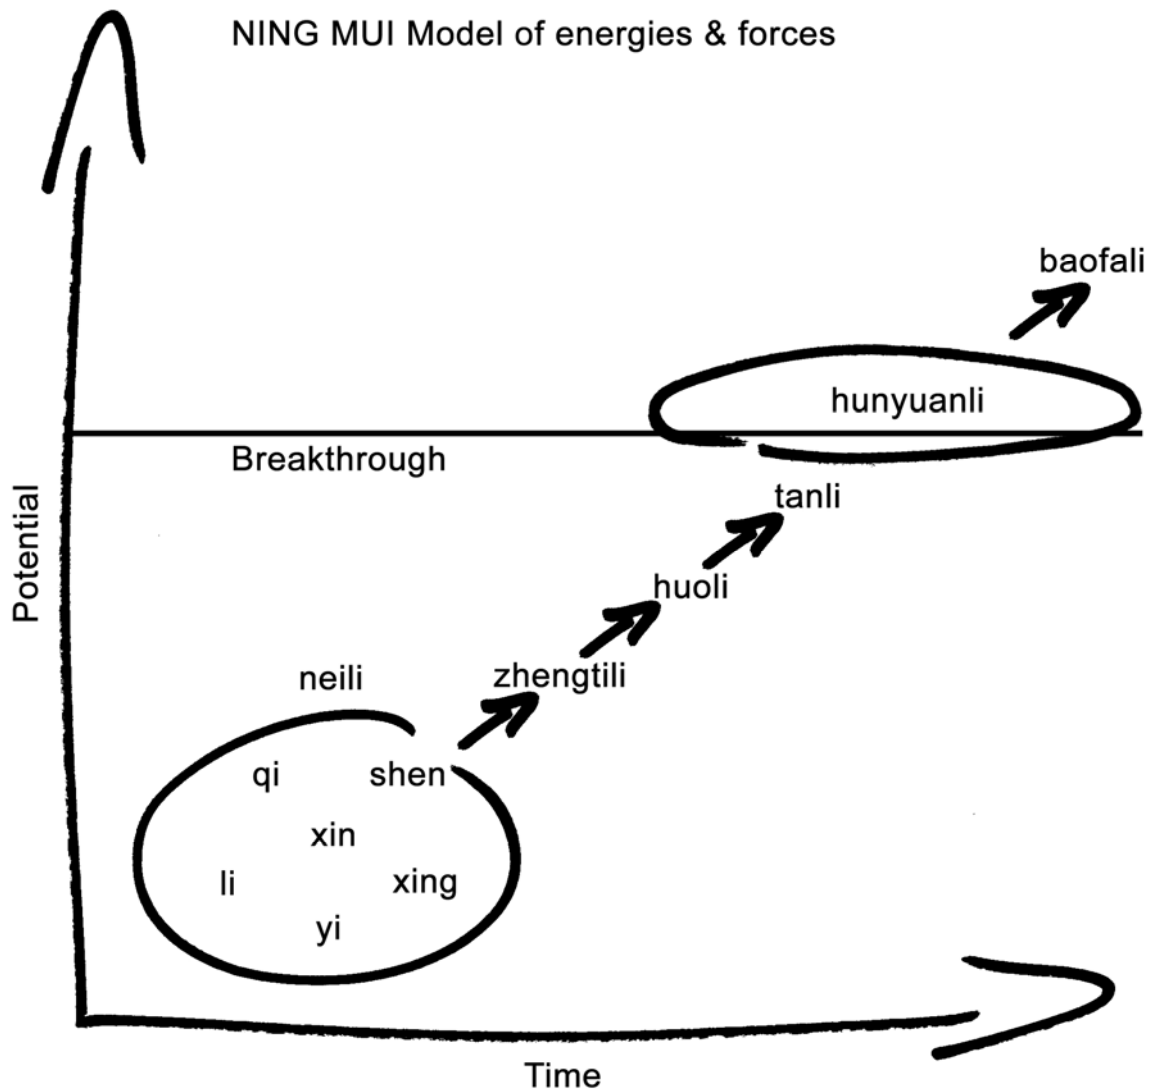 NING MUI Model of energies & forces
baofali
hunyuanli
Breakthrough
tanli
Potential
huoli
neili
zhengtili
qi shen
xin
li xing
yi
Time